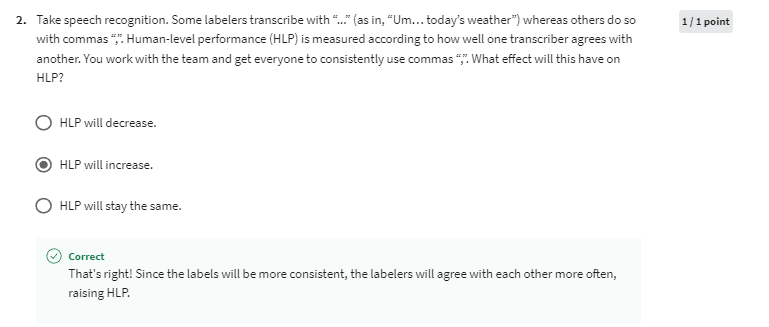 2. Take speech recognition. Some labelers transcribe with “...” (as in, “Um... today’s weather”) whereas others do so
1 / 1 point
with commas “,”. Human-level performance (HLP) is measured according to how well one transcriber agrees with
another. You work with the team and get everyone to consistently use commas “,”. What effect will this have on
HLP?
HLP will decrease.
HLP will increase.
HLP will stay the same.
Correct
That's right! Since the labels will be more consistent, the labelers will agree with each other more often,
raising HLP.